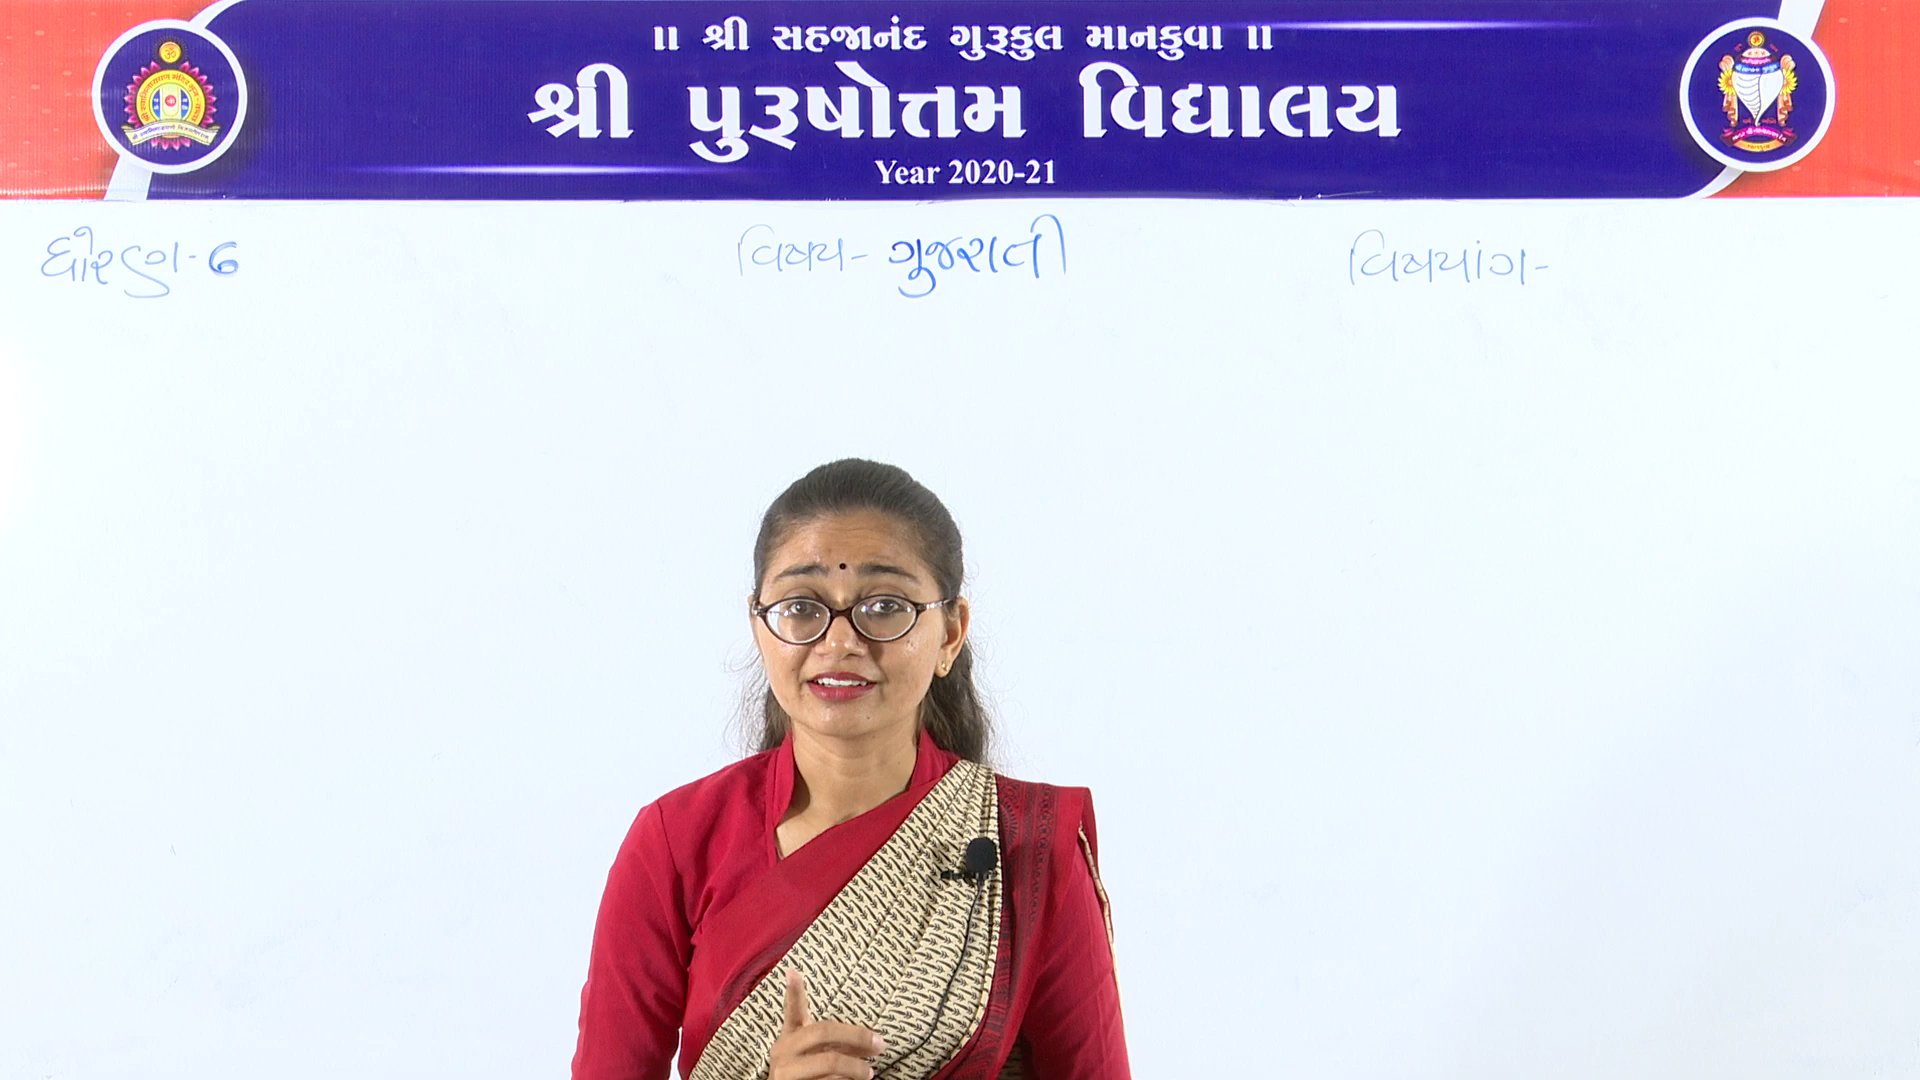 ॥ શ્રી સહજાનંદ ગુરૂકુલ માનકુવા ॥
શ્રી પુરૂષોત્તમ વિદ્યાલય
Year 2020-21
ધોરણ-6 વિષય- ગુજરાતી વિષયાંગ-